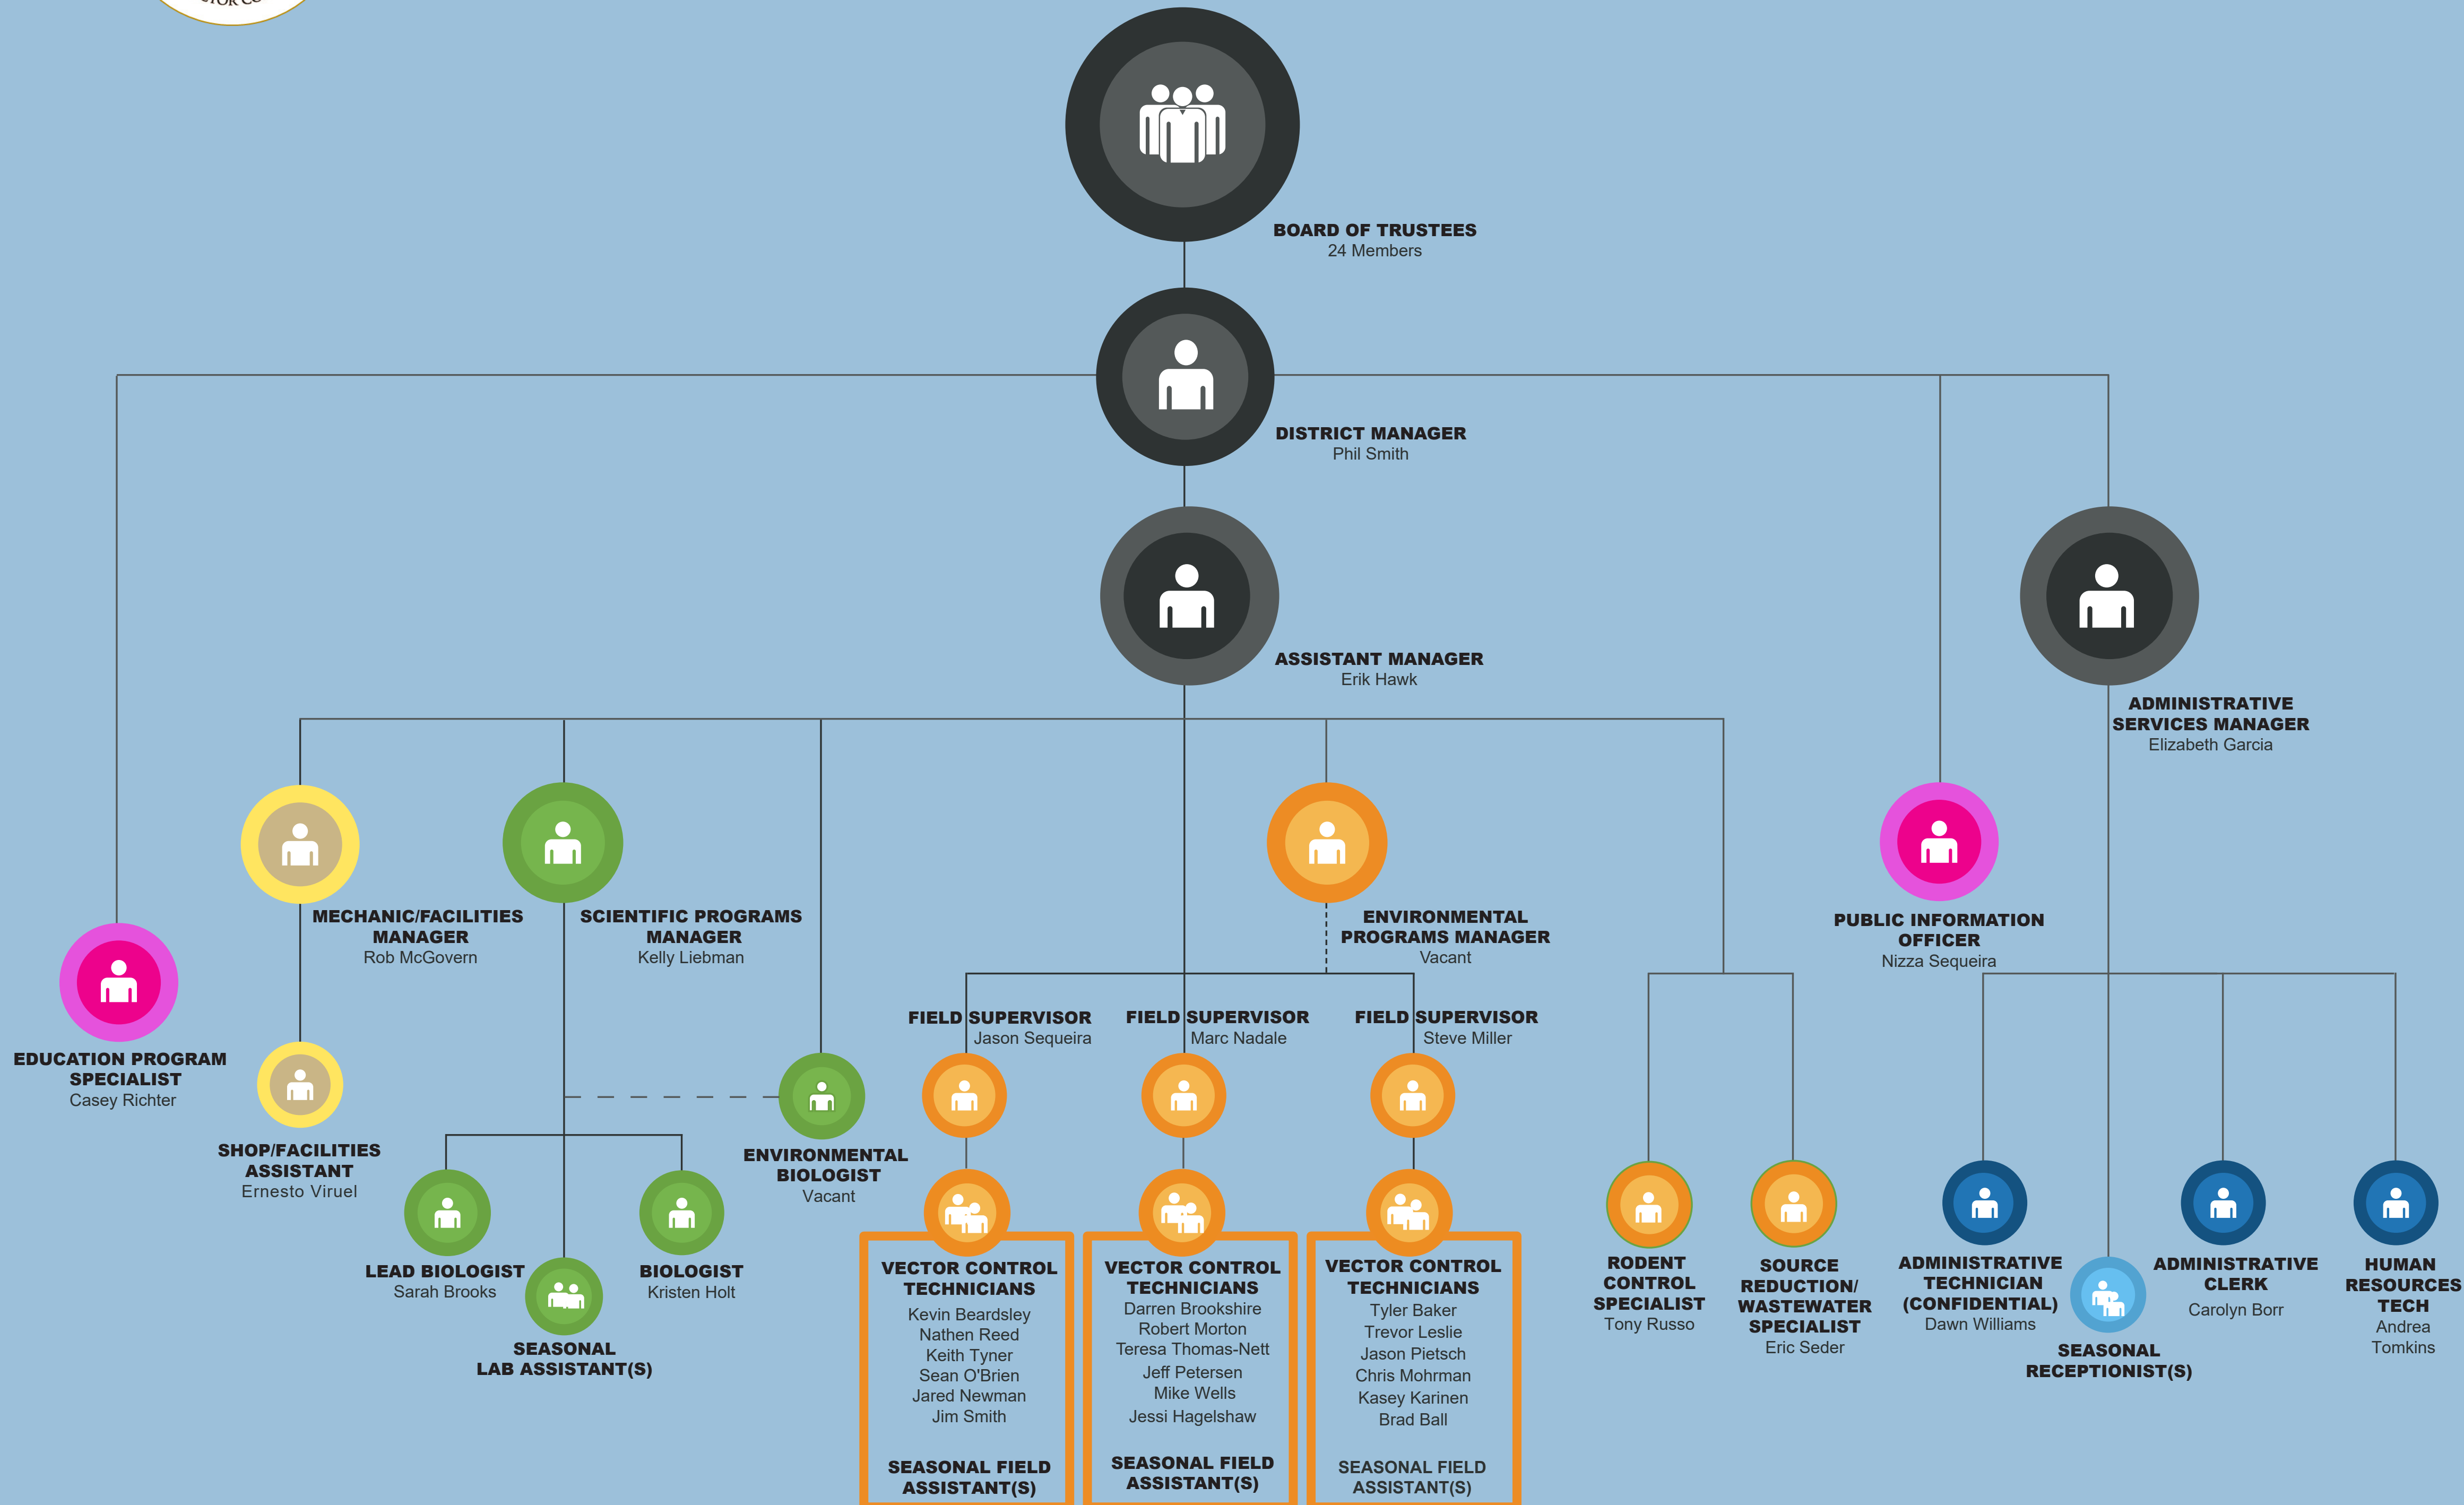 BOARD OF TRUSTEES
24 Members
DISTRICT MANAGER
Phil Smith
ASSISTANT MANAGER
Erik Hawk
ADMINISTRATIVE
SERVICES MANAGER
Elizabeth Garcia
MECHANIC/FACILITIES
MANAGER
Rob McGovern
SCIENTIFIC PROGRAMS
MANAGER
Kelly Liebman
ENVIRONMENTAL
PROGRAMS MANAGER
Vacant
PUBLIC INFORMATION
OFFICER
Nizza Sequeira
EDUCATION PROGRAM
SPECIALIST
Casey Richter
FIELD SUPERVISOR
Jason Sequeira
FIELD SUPERVISOR
Marc Nadale
FIELD SUPERVISOR
Steve Miller
SHOP/FACILITIES
ASSISTANT
Ernesto Viruel
ENVIRONMENTAL
BIOLOGIST
Vacant
LEAD BIOLOGIST
Sarah Brooks
SEASONAL
LAB ASSISTANT(S)
BIOLOGIST
Kristen Holt
VECTOR CONTROL
TECHNICIANS
Kevin Beardsley
Nathen Reed
Keith Tyner
Sean O'Brien
Jared Newman
Jim Smith
SEASONAL FIELD
ASSISTANT(S)
VECTOR CONTROL
TECHNICIANS
Darren Brookshire
Robert Morton
Teresa Thomas-Nett
Jeff Petersen
Mike Wells
Jessi Hagelshaw
SEASONAL FIELD
ASSISTANT(S)
VECTOR CONTROL
TECHNICIANS
Tyler Baker
Trevor Leslie
Jason Pietsch
Chris Mohrman
Kasey Karinen
Brad Ball
SEASONAL FIELD
ASSISTANT(S)
RODENT
CONTROL
SPECIALIST
Tony Russo
SOURCE
REDUCTION/
WASTEWATER
SPECIALIST
Eric Seder
ADMINISTRATIVE
TECHNICIAN
(CONFIDENTIAL)
Dawn Williams
SEASONAL
RECEPTIONIST(S)
ADMINISTRATIVE
CLERK
Carolyn Borr
HUMAN
RESOURCES
TECH
Andrea
Tomkins